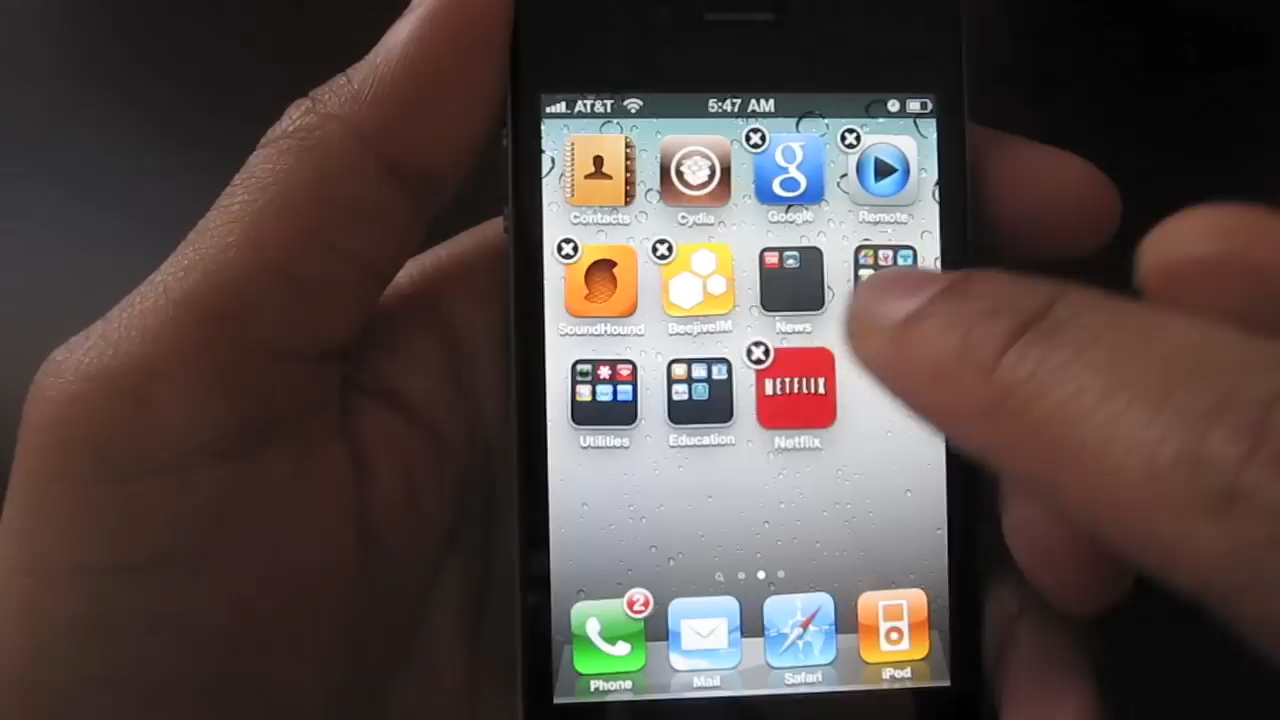 AT&T 5:47 AM
Contacts Cydia Google Remote
SoundHound BeejiveIM News
NETFLIX
Utilities Education Netflix
2
Phone Mail Safari iPod